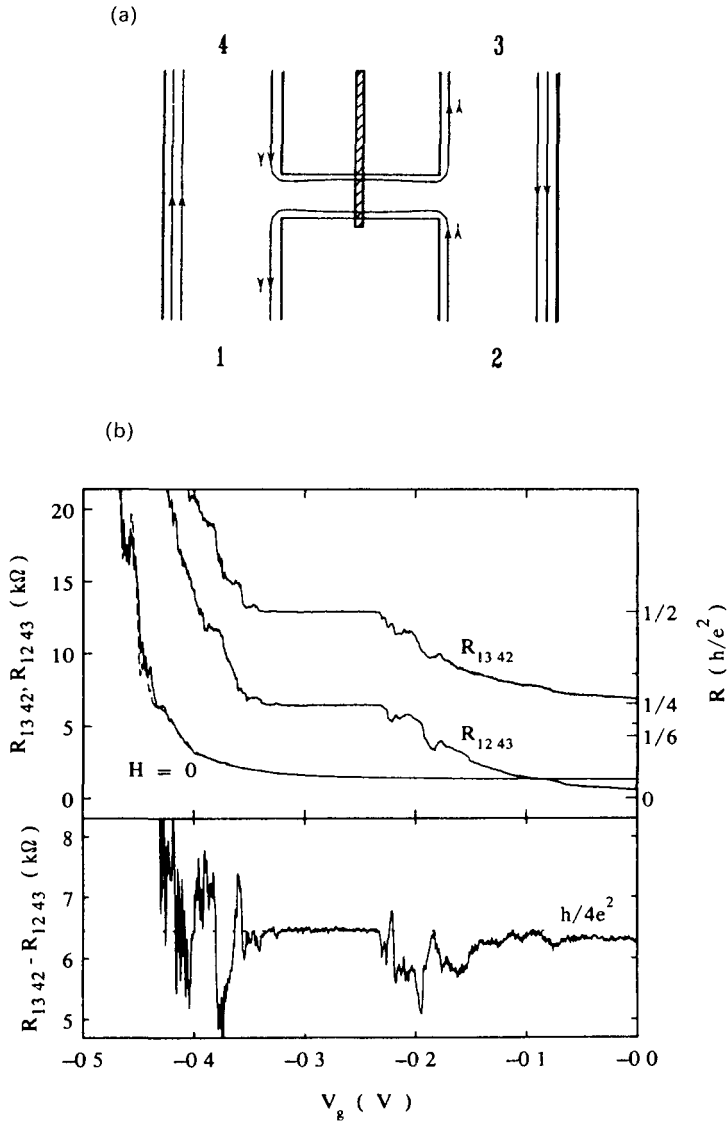 (a)
4 3
1 2
(b)
R₁₃ ₄₂, R₁₂ ₄₃ ( kΩ )
20
15
10
5
0
R₁₃ ₄₂
R₁₂ ₄₃
H = 0
1/2
1/4
1/6
0
R ( h/e² )
R₁₃ ₄₂ - R₁₂ ₄₃ ( kΩ )
8
7
6
5
h/4e²
-0 5 -0 4 -0 3 -0 2 -0 1 -0 0
V_g ( V )